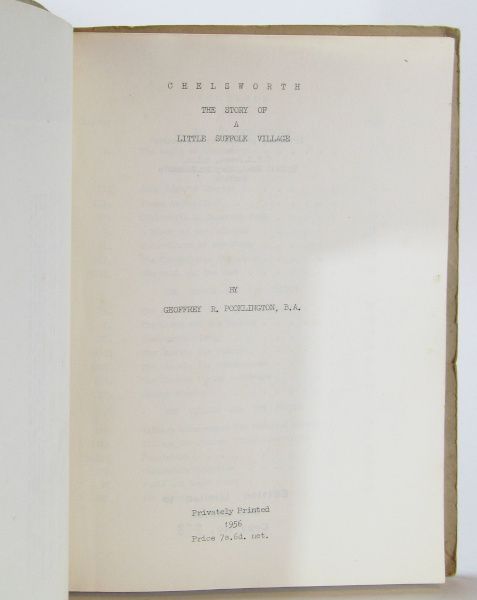 C H E L S W O R T H
THE STORY OF
A
LITTLE SUFFOLK VILLAGE
BY
GEOFFREY R. POCKLINGTON, B.A.
Privately Printed
1956
Price 7s.6d. net.